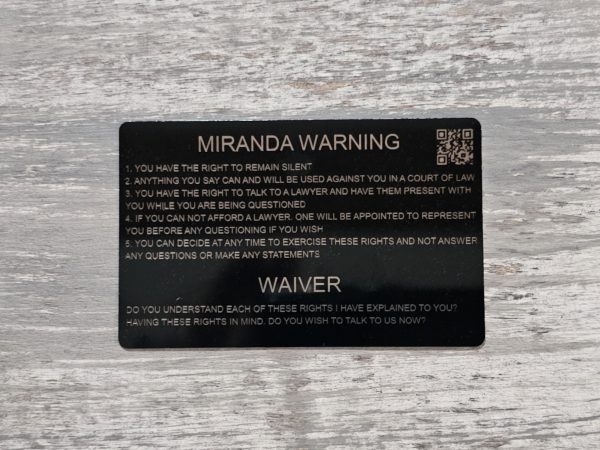 MIRANDA WARNING
1. YOU HAVE THE RIGHT TO REMAIN SILENT
2. ANYTHING YOU SAY CAN AND WILL BE USED AGAINST YOU IN A COURT OF LAW
3. YOU HAVE THE RIGHT TO TALK TO A LAWYER AND HAVE THEM PRESENT WITH
YOU WHILE YOU ARE BEING QUESTIONED
4. IF YOU CAN NOT AFFORD A LAWYER. ONE WILL BE APPOINTED TO REPRESENT
YOU BEFORE ANY QUESTIONING IF YOU WISH
5. YOU CAN DECIDE AT ANY TIME TO EXERCISE THESE RIGHTS AND NOT ANSWER
ANY QUESTIONS OR MAKE ANY STATEMENTS
WAIVER
DO YOU UNDERSTAND EACH OF THESE RIGHTS I HAVE EXPLAINED TO YOU?
HAVING THESE RIGHTS IN MIND. DO YOU WISH TO TALK TO US NOW?